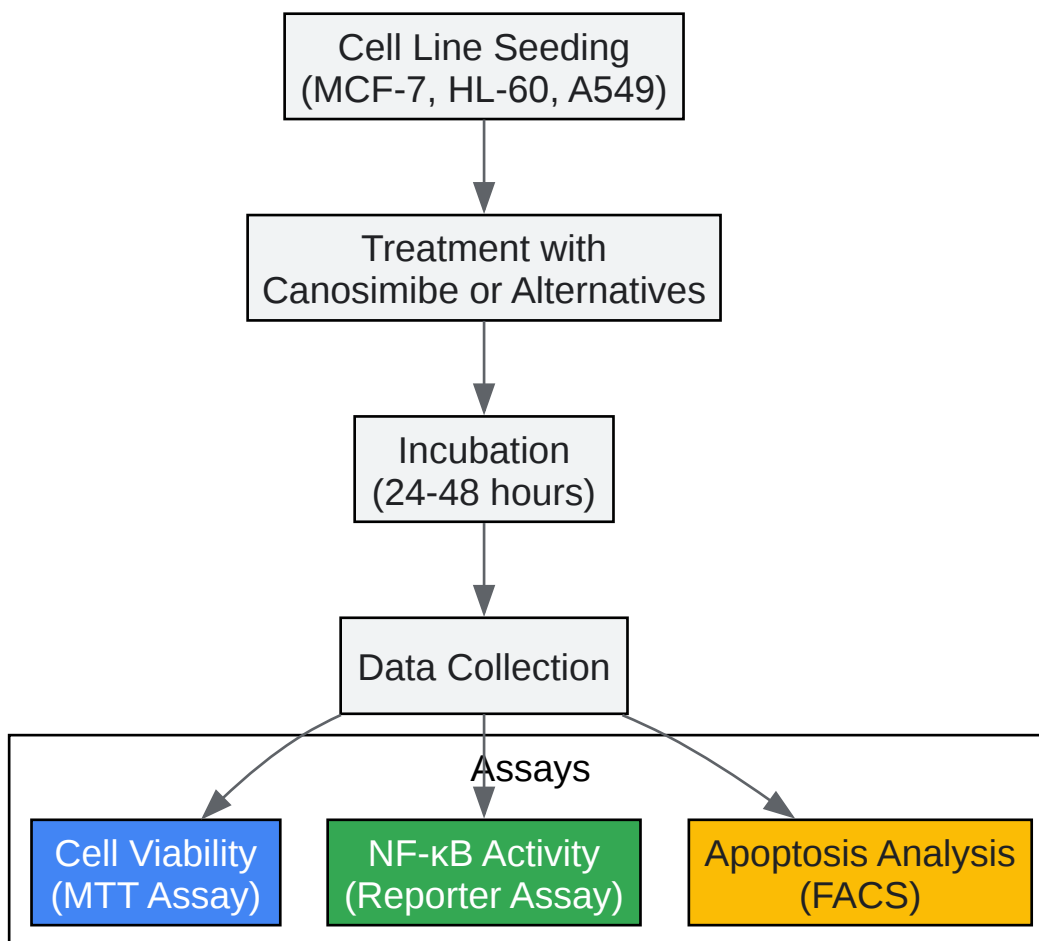 Cell Line Seeding
(MCF-7, HL-60, A549)
Treatment with
Canosimibe or Alternatives
Incubation
(24-48 hours)
Data Collection
Assays
Cell Viability
(MTT Assay)
NF-κB Activity
(Reporter Assay)
Apoptosis Analysis
(FACS)